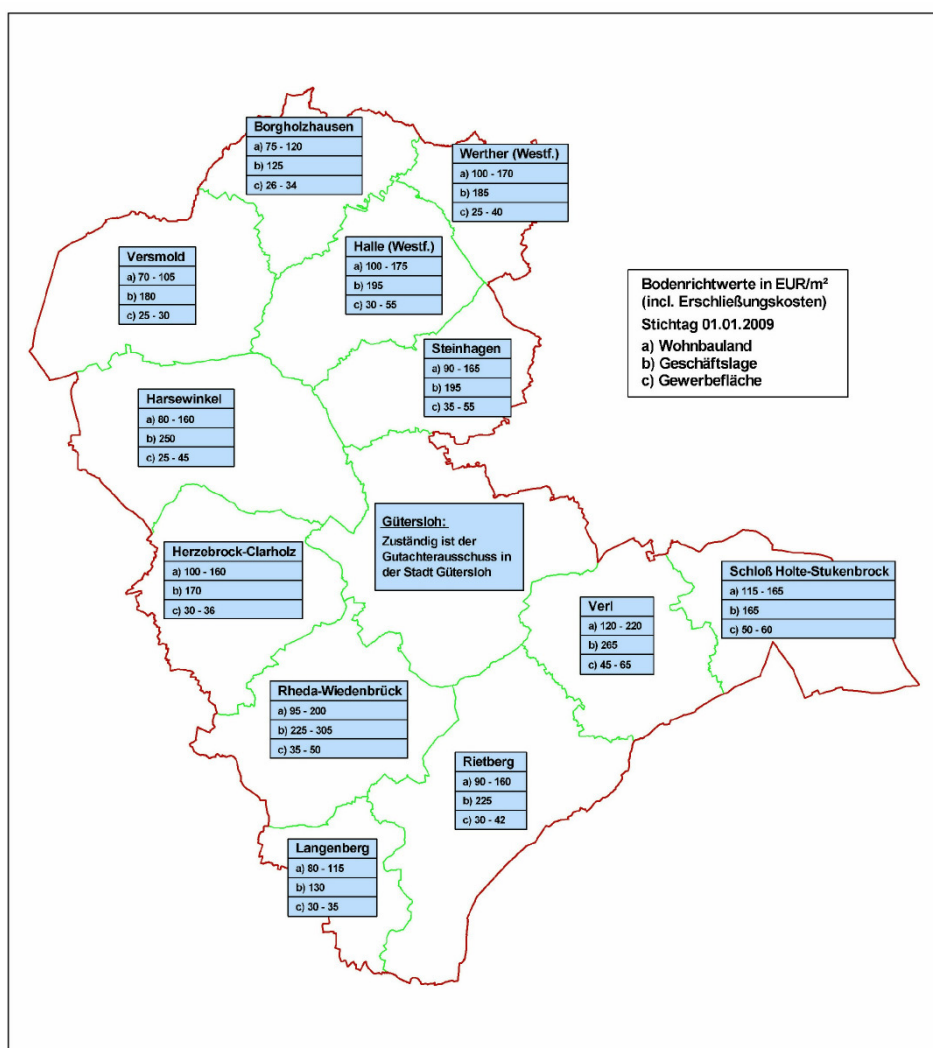 Borgholzhausen
a) 75 - 120
b) 125
c) 26 - 34
Werther (Westf.)
a) 100 - 170
b) 185
c) 25 - 40
Versmold
a) 70 - 105
b) 180
c) 25 - 30
Halle (Westf.)
a) 100 - 175
b) 195
c) 30 - 55
Bodenrichtwerte in EUR/m²
(incl. Erschließungskosten)
Stichtag 01.01.2009
a) Wohnbauland
b) Geschäftslage
c) Gewerbefläche
Steinhagen
a) 90 - 165
b) 195
c) 35 - 55
Harsewinkel
a) 80 - 160
b) 250
c) 25 - 45
Gütersloh:
Zuständig ist der
Gutachterausschuss in
der Stadt Gütersloh
Herzebrock-Clarholz
a) 100 - 160
b) 170
c) 30 - 36
Schloß Holte-Stukenbrock
a) 115 - 165
b) 165
c) 50 - 60
Verl
a) 120 - 220
b) 265
c) 45 - 65
Rheda-Wiedenbrück
a) 95 - 200
b) 225 - 305
c) 35 - 50
Rietberg
a) 90 - 160
b) 225
c) 30 - 42
Langenberg
a) 80 - 115
b) 130
c) 30 - 35